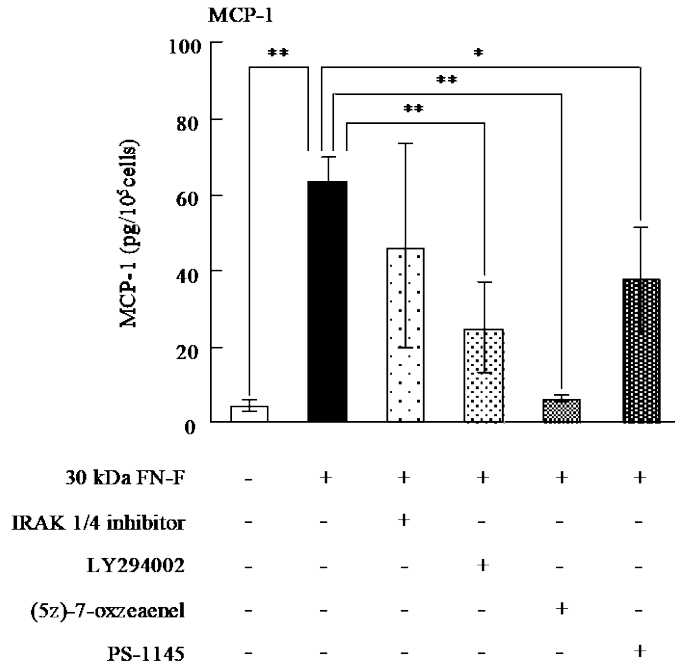 MCP-1
100
80
60
40
20
0
MCP-1 (pg/10⁵cells)
**
*
**
**
30 kDa FN-F - + + + + +
IRAK 1/4 inhibitor - - + - - -
LY294002 - - - + - -
(5z)-7-oxzeaenel - - - - + -
PS-1145 - - - - - +